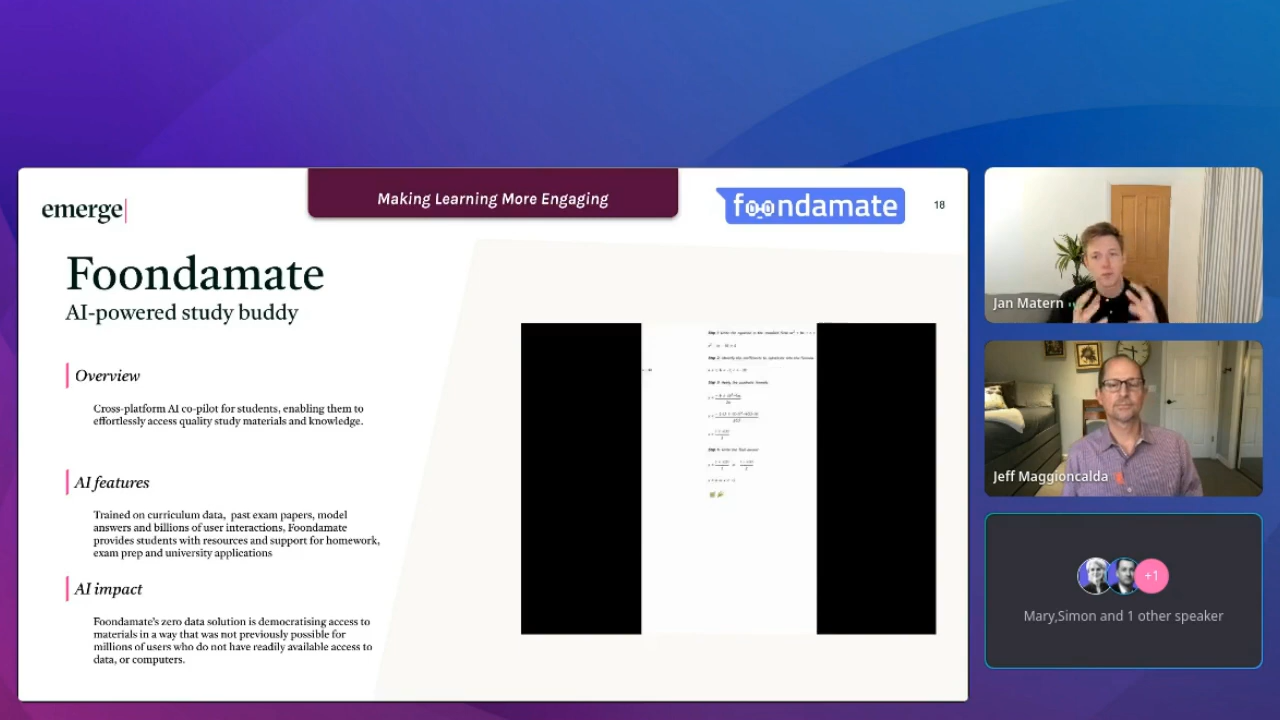 Making Learning More Engaging
emerge
foondamate
18
Foondamate
AI-powered study buddy
Overview
Cross-platform AI co-pilot for students, enabling them to
effortlessly access quality study materials and knowledge.
AI features
Trained on curriculum data, past exam papers, model
answers and billions of user interactions, Foondamate
provides students with resources and support for homework,
exam prep and university applications
AI impact
Foondamate's zero data solution is democratising access to
materials in a way that was not previously possible for
millions of users who do not have readily available access to
data, or computers.
Jan Matern
Jeff Maggioncalda
+1
Mary,Simon and 1 other speaker